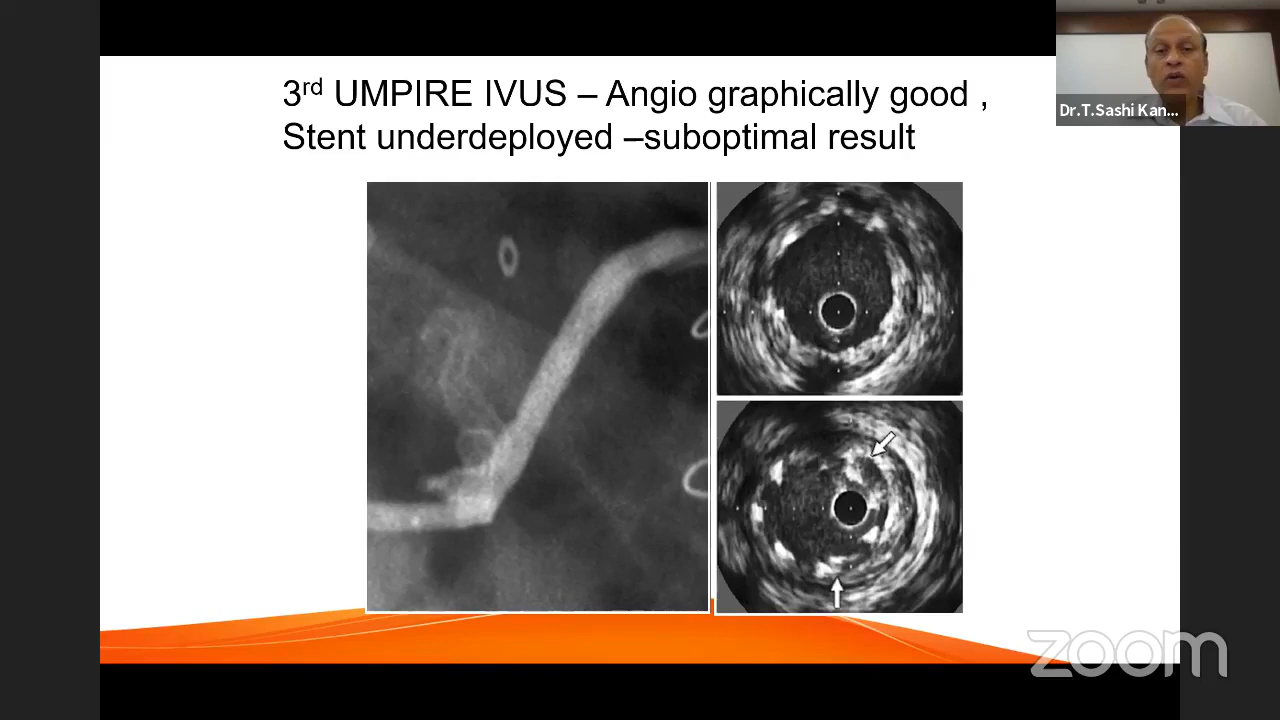 3rd UMPIRE IVUS – Angio graphically good ,
Stent underdeployed –suboptimal result
Dr.T.Sashi Kan...
zoom